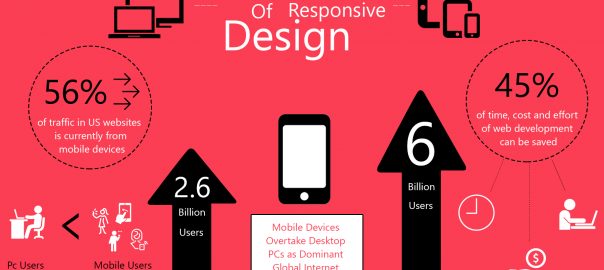 Of Responsive
Design
56%
of traffic in US websites
is currently from
mobile devices
45%
of time, cost and effort
of web development
can be saved
2.6
Billion
Users
6
Billion
Users
<
Pc Users
Mobile Users
Mobile Devices
Overtake Desktop
PCs as Dominant
Global Internet